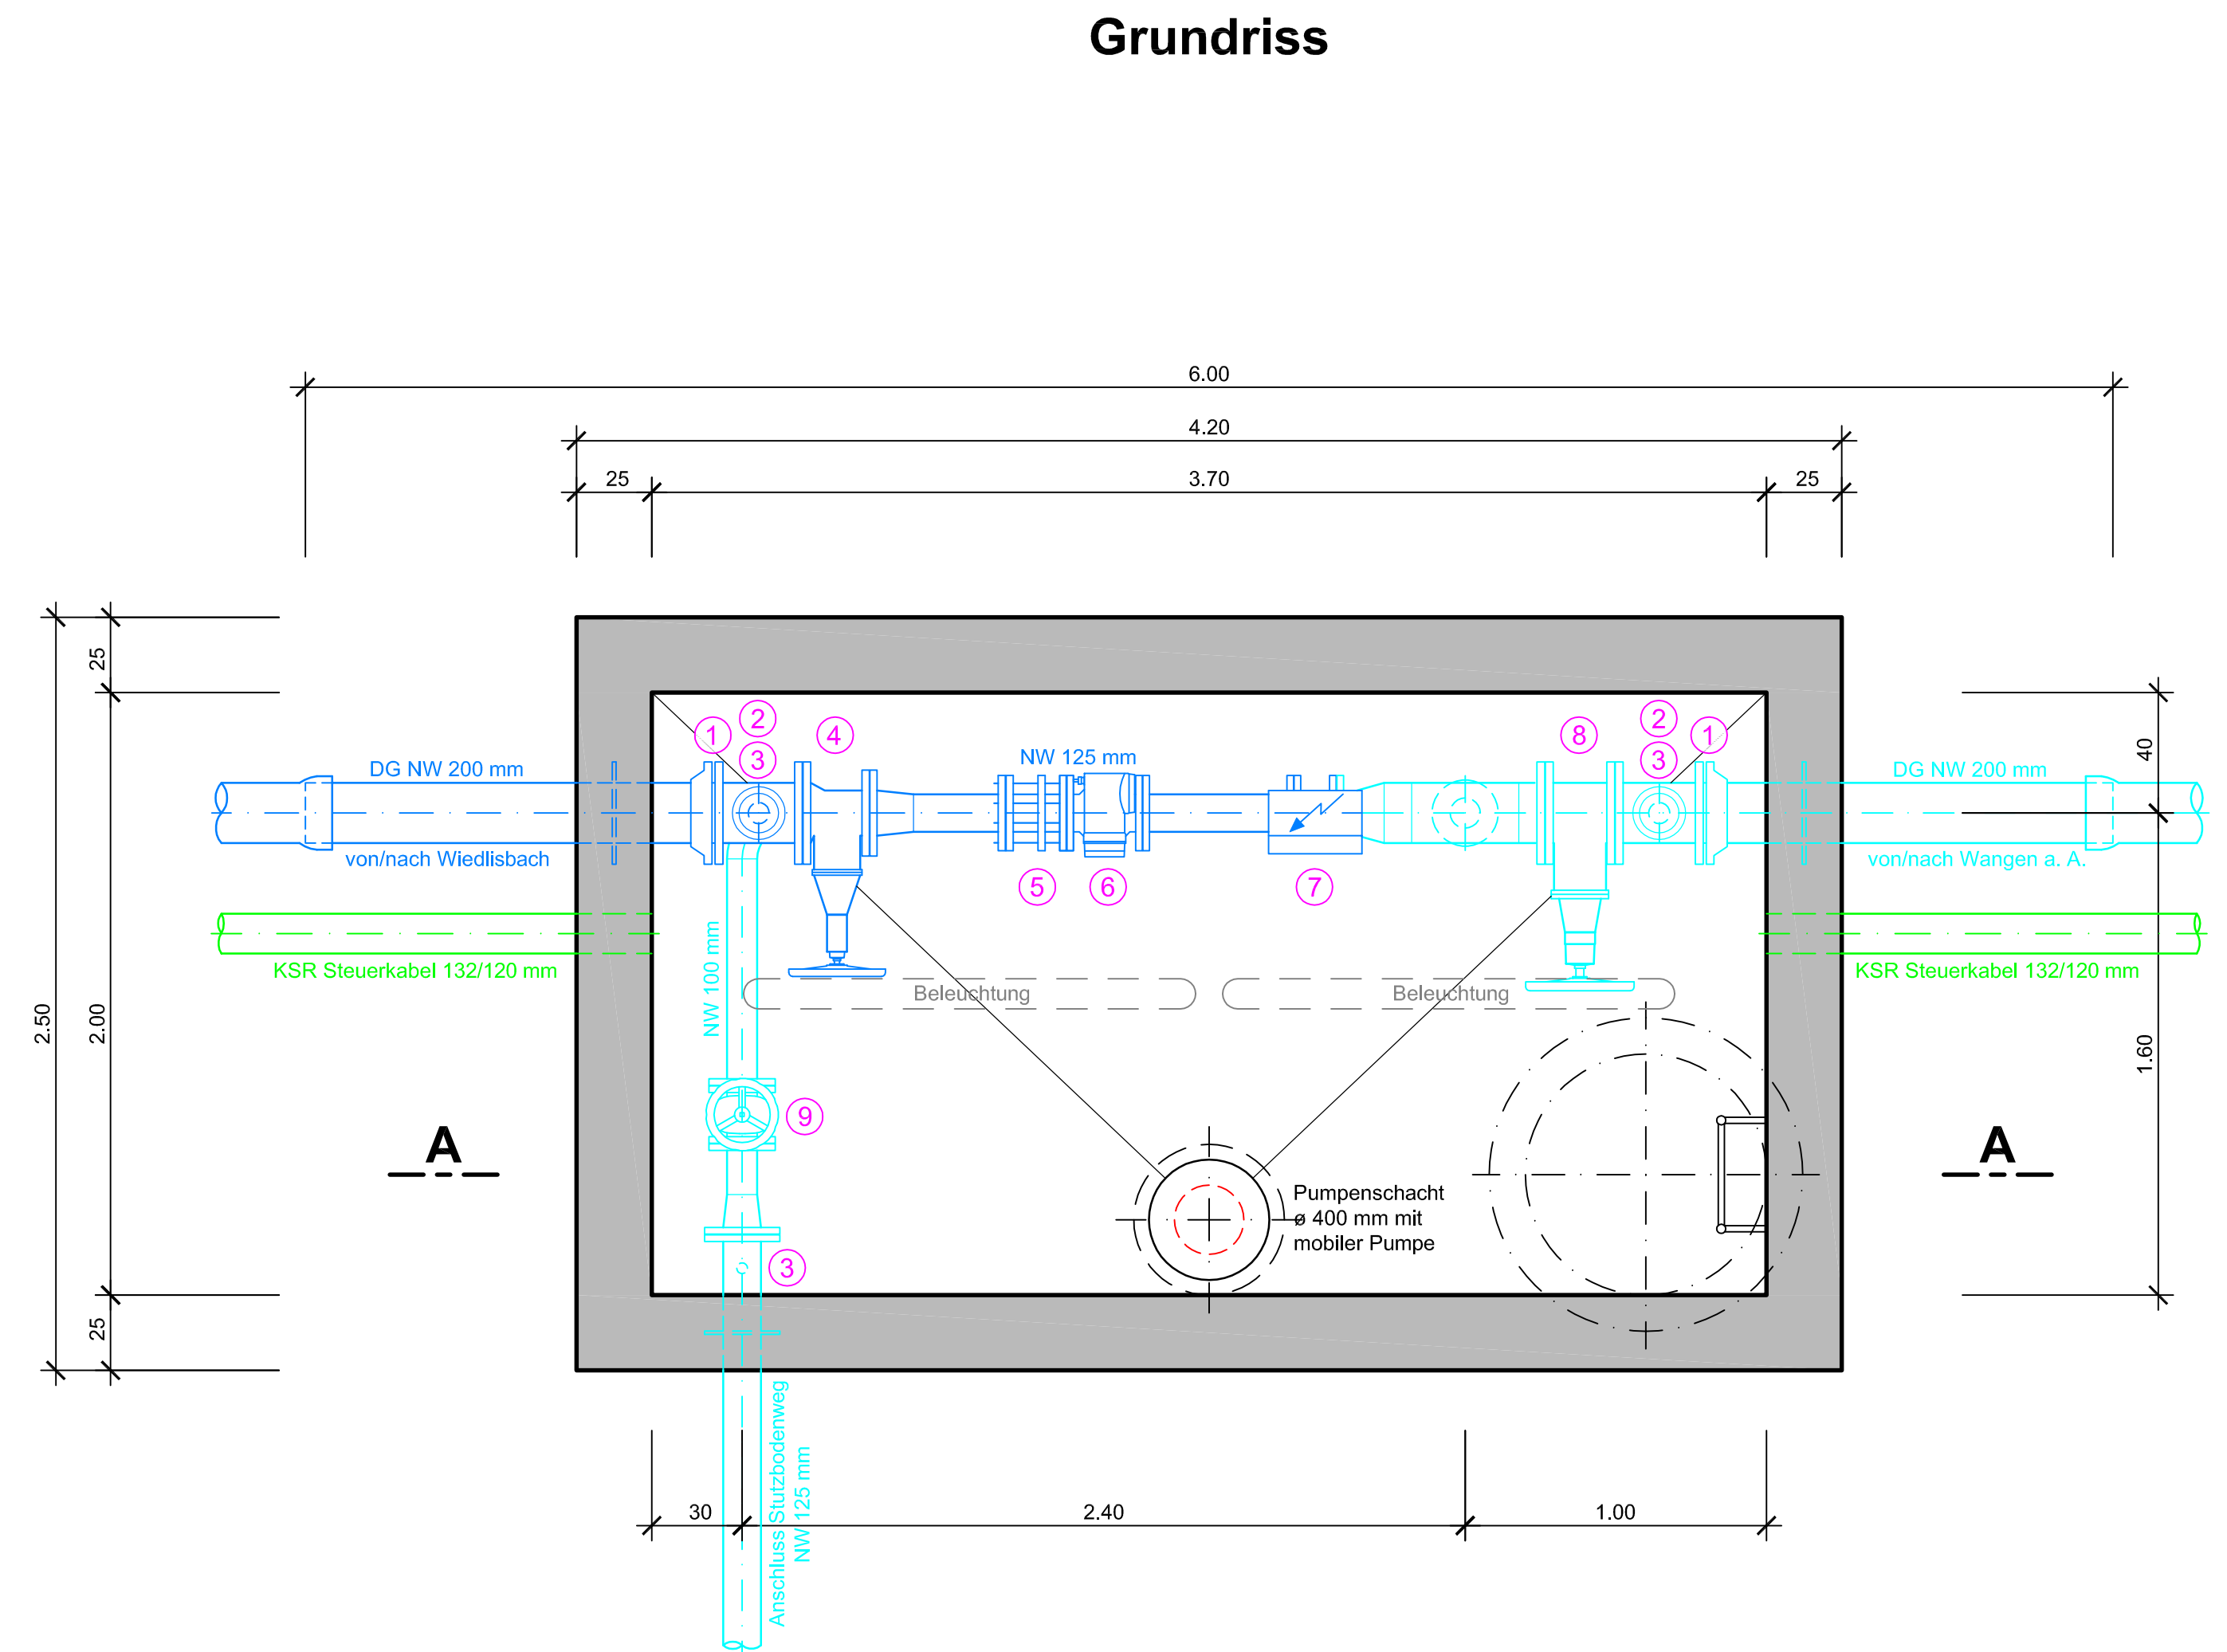 Grundriss
6.00
4.20
25
3.70
25
25
2.00
2.50
25
40
1.60
1
2
3
4
NW 125 mm
8
2
3
1
DG NW 200 mm
von/nach Wiedlisbach
DG NW 200 mm
von/nach Wangen a. A.
5
6
7
KSR Steuerkabel 132/120 mm
KSR Steuerkabel 132/120 mm
NW 100 mm
Beleuchtung
Beleuchtung
9
A
A
Pumpenschacht
ø 400 mm mit
mobiler Pumpe
3
Anschluss Stutzbodenweg
NW 125 mm
30
2.40
1.00